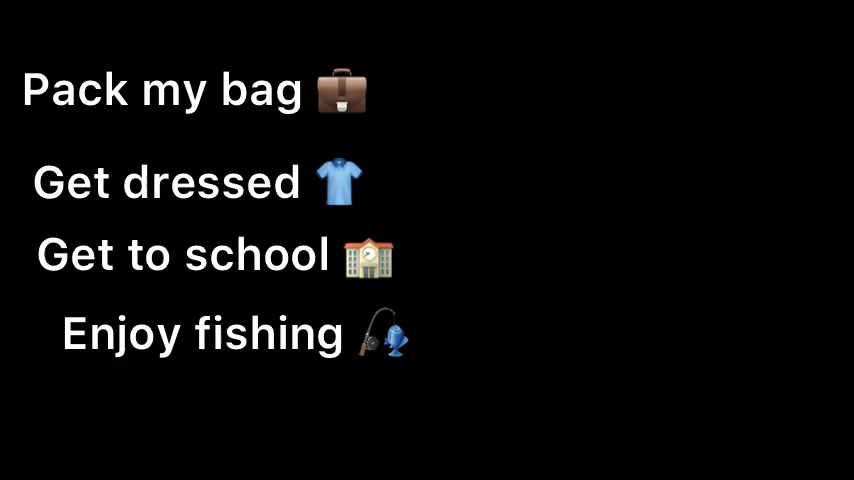 Pack my bag 💼
Get dressed 👕
Get to school 🏫
Enjoy fishing 🎣